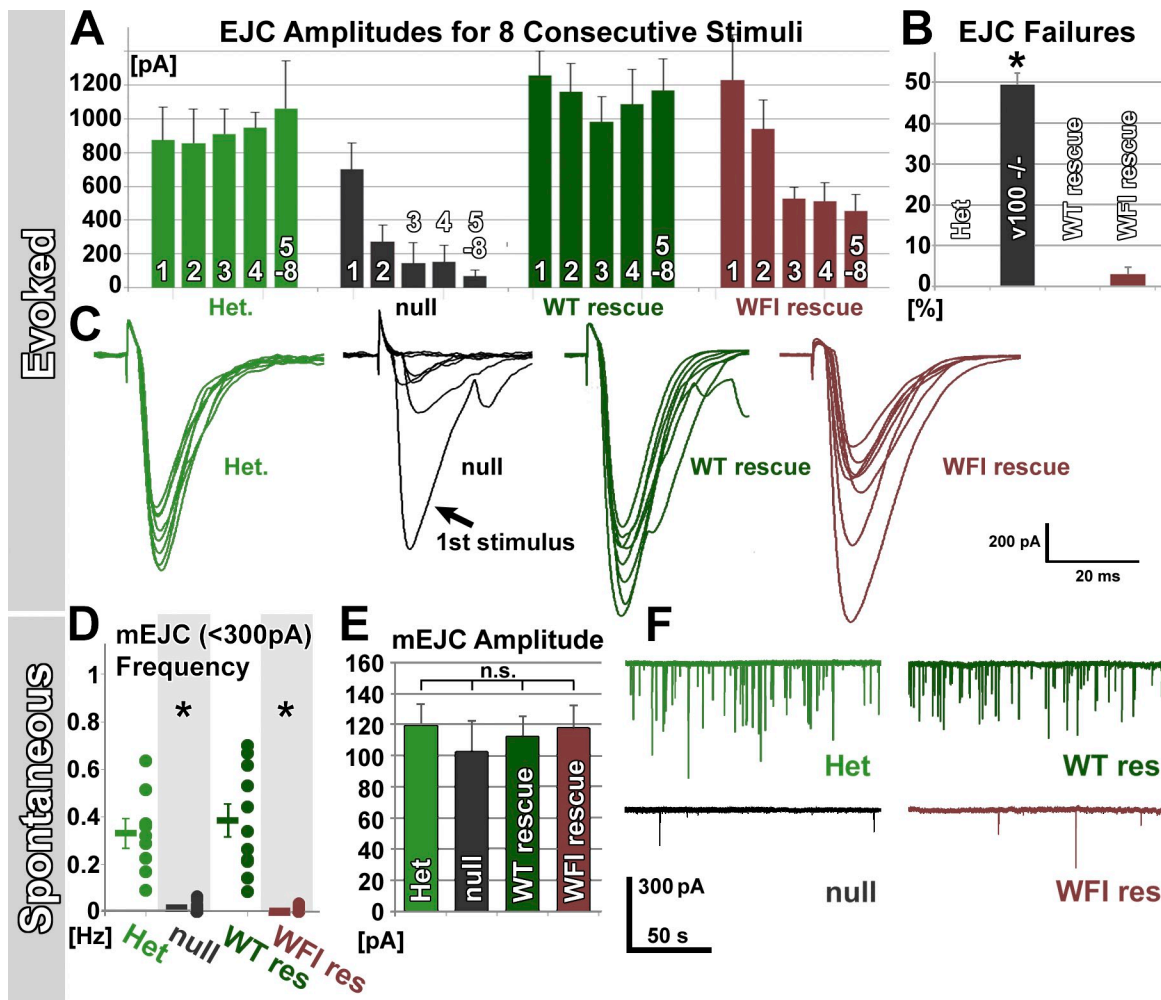 Evoked
A
EJC Amplitudes for 8 Consecutive Stimuli
[pA]
1200
1000
800
600
400
200
0
1 2 3 4 5-8
1 2 3 4 5-8
1 2 3 4 5-8
1 2 3 4 5-8
Het. null WT rescue WFI rescue
B
EJC Failures
*
50
40
30
20
10
0
[%]
Het
v100 -/-
WT rescue
WFI rescue
C
Het.
null
1st stimulus
WT rescue
WFI rescue
200 pA
20 ms
Spontaneous
D
mEJC (<300pA)
Frequency
* *
1
0.8
0.6
0.4
0.2
0
[Hz]
Het
null
WT res
WFI res
E
mEJC Amplitude
n.s.
160
140
120
100
80
60
40
20
0
[pA]
Het
null
WT rescue
WFI rescue
F
Het
WT res
null
WFI res
300 pA
50 s